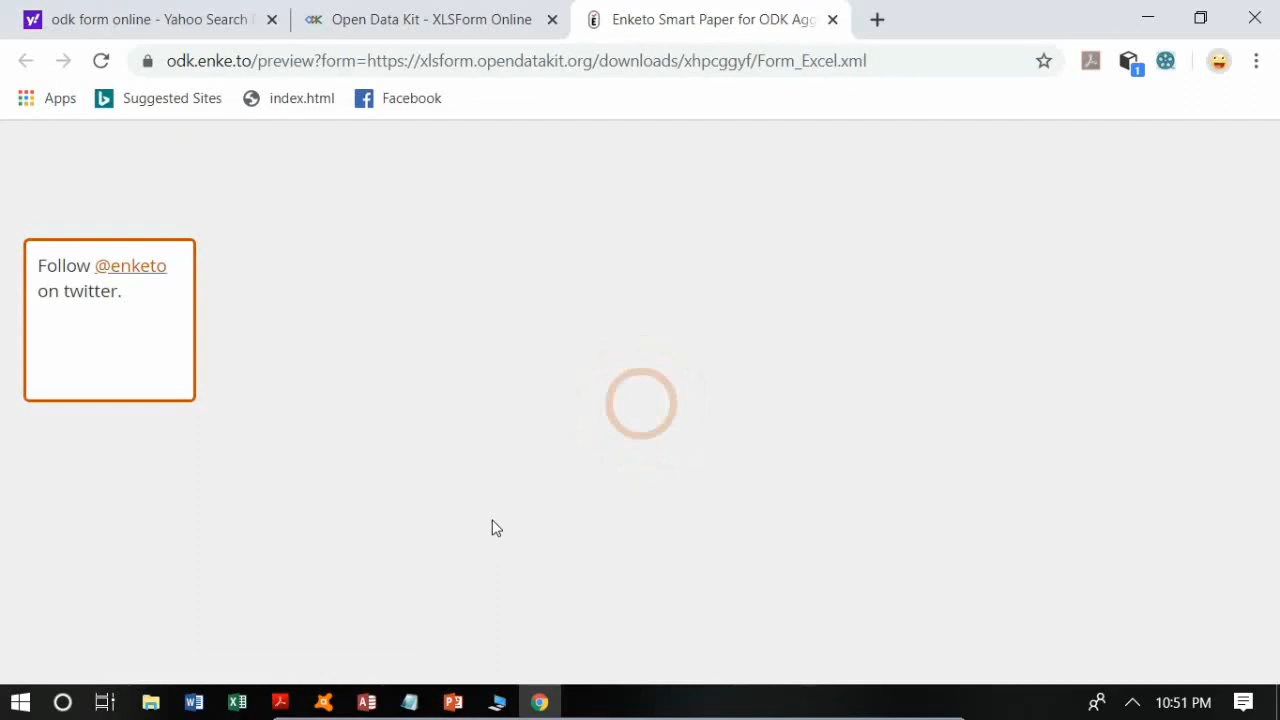 odk form online - Yahoo Search
Open Data Kit - XLSForm Online
Enketo Smart Paper for ODK Agg
odk.enke.to/preview?form=https://xlsform.opendatakit.org/downloads/xhpcggyf/Form_Excel.xml
1
Apps
Suggested Sites
index.html
Facebook
Follow @enketo
on twitter.
10:51 PM